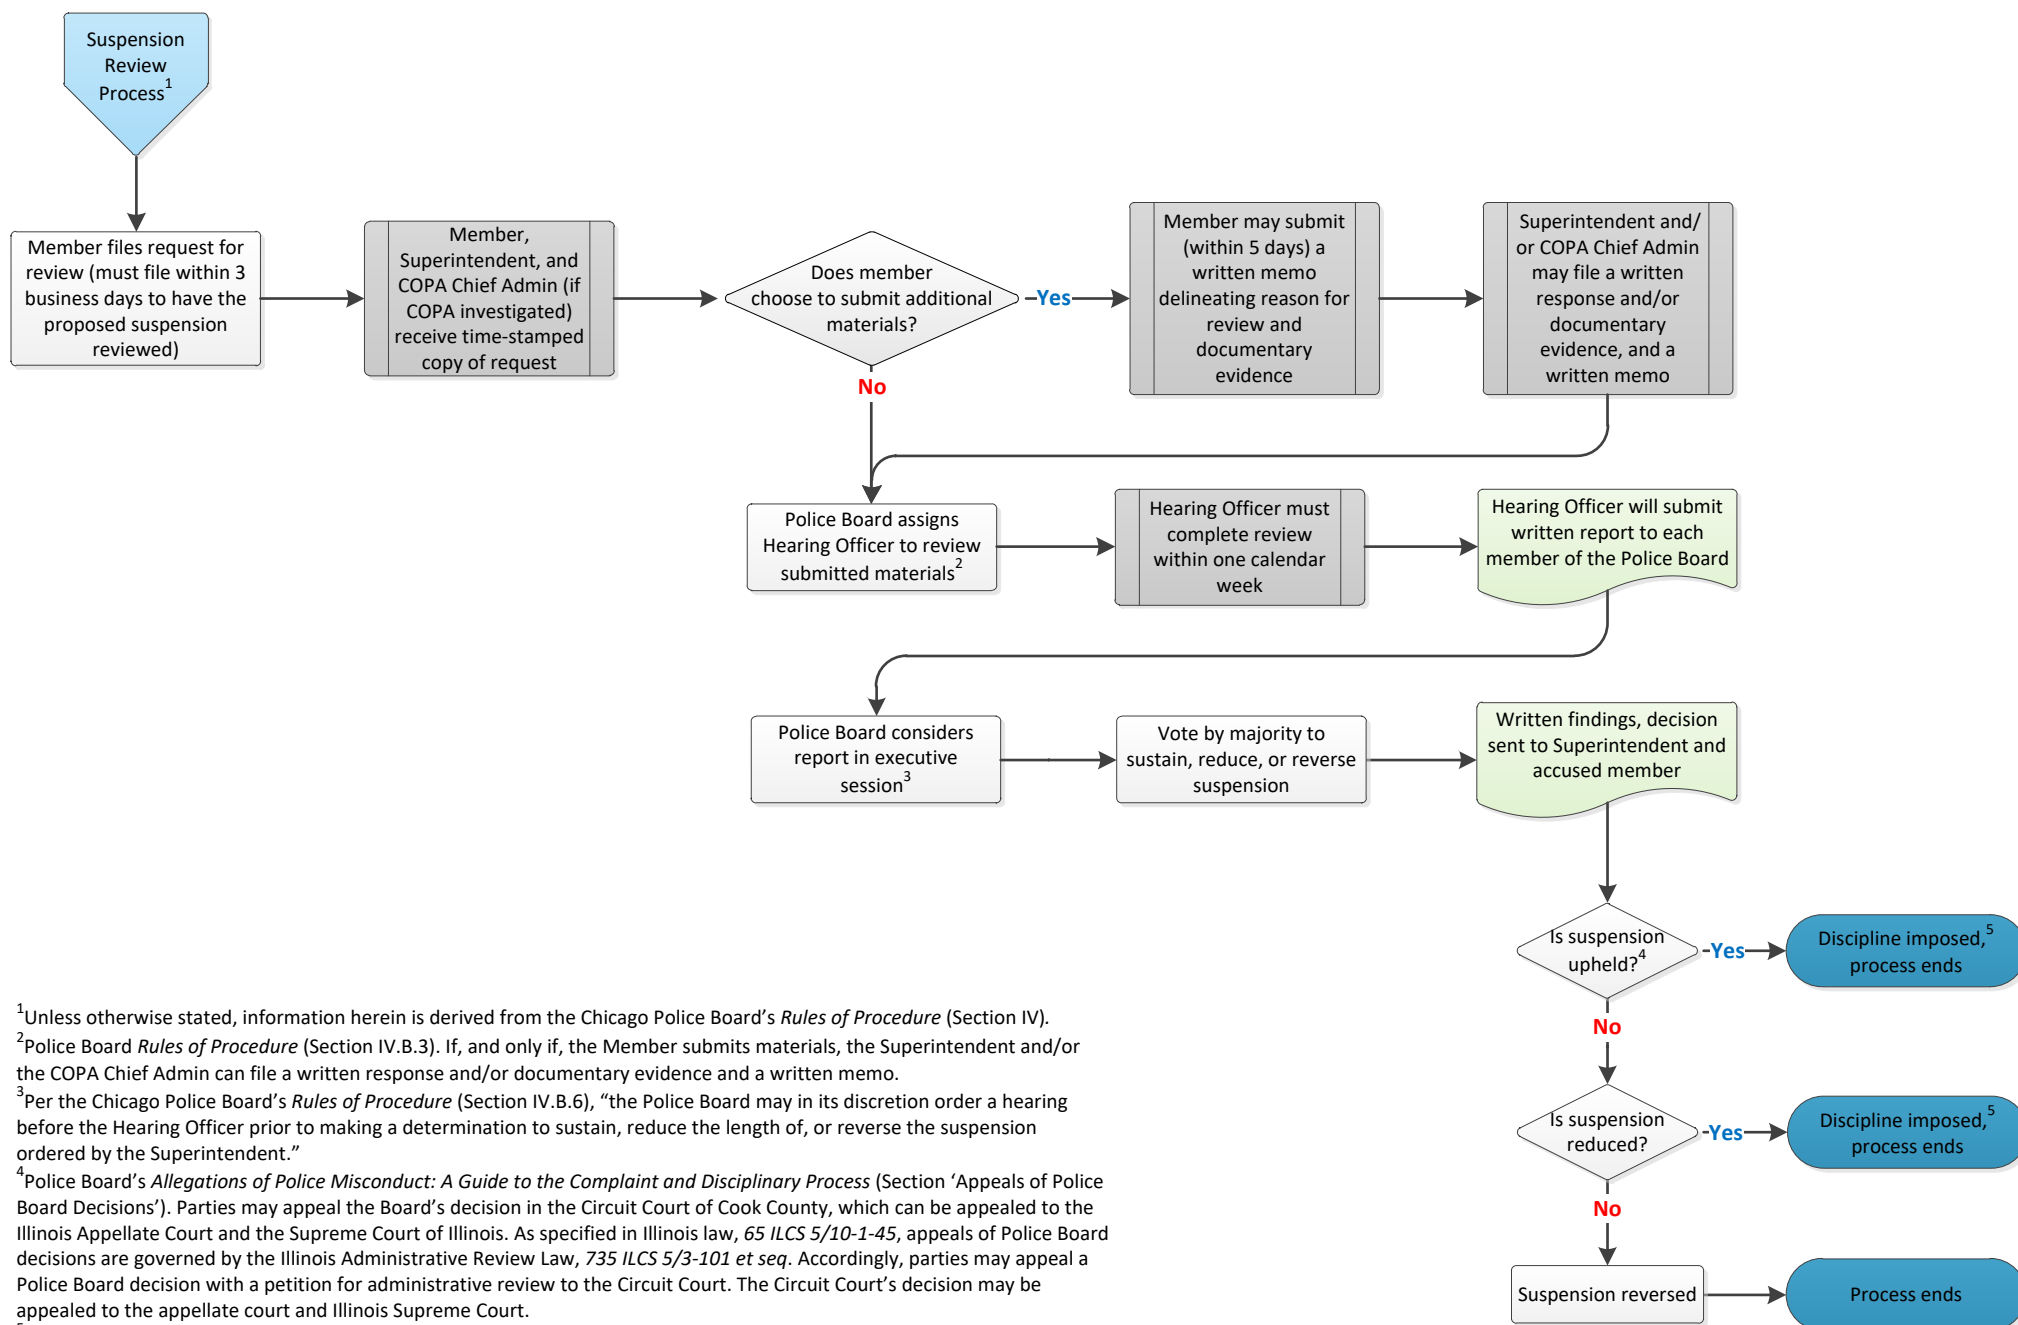 Suspension
Review
Process1
Member files request for
review (must file within 3
business days to have the
proposed suspension
reviewed)
Member,
Superintendent, and
COPA Chief Admin (if
COPA investigated)
receive time-stamped
copy of request
Does member
choose to submit additional
materials?
Yes
No
Member may submit
(within 5 days) a
written memo
delineating reason for
review and
documentary
evidence
Superintendent and/
or COPA Chief Admin
may file a written
response and/or
documentary
evidence, and a
written memo
Police Board assigns
Hearing Officer to review
submitted materials2
Hearing Officer must
complete review
within one calendar
week
Hearing Officer will submit
written report to each
member of the Police Board
Police Board considers
report in executive
session3
Vote by majority to
sustain, reduce, or reverse
suspension
Written findings, decision
sent to Superintendent and
accused member
Is suspension
upheld?4
Yes
Discipline imposed,5
process ends
No
Is suspension
reduced?
Yes
Discipline imposed,5
process ends
No
Suspension reversed
Process ends
1Unless otherwise stated, information herein is derived from the Chicago Police Board’s Rules of Procedure (Section IV).
2Police Board Rules of Procedure (Section IV.B.3). If, and only if, the Member submits materials, the Superintendent and/or
the COPA Chief Admin can file a written response and/or documentary evidence and a written memo.
3Per the Chicago Police Board’s Rules of Procedure (Section IV.B.6), “the Police Board may in its discretion order a hearing
before the Hearing Officer prior to making a determination to sustain, reduce the length of, or reverse the suspension
ordered by the Superintendent.”
4Police Board’s Allegations of Police Misconduct: A Guide to the Complaint and Disciplinary Process (Section ‘Appeals of Police
Board Decisions’). Parties may appeal the Board’s decision in the Circuit Court of Cook County, which can be appealed to the
Illinois Appellate Court and the Supreme Court of Illinois. As specified in Illinois law, 65 ILCS 5/10-1-45, appeals of Police Board
decisions are governed by the Illinois Administrative Review Law, 735 ILCS 5/3-101 et seq. Accordingly, parties may appeal a
Police Board decision with a petition for administrative review to the Circuit Court. The Circuit Court’s decision may be
appealed to the appellate court and Illinois Supreme Court.